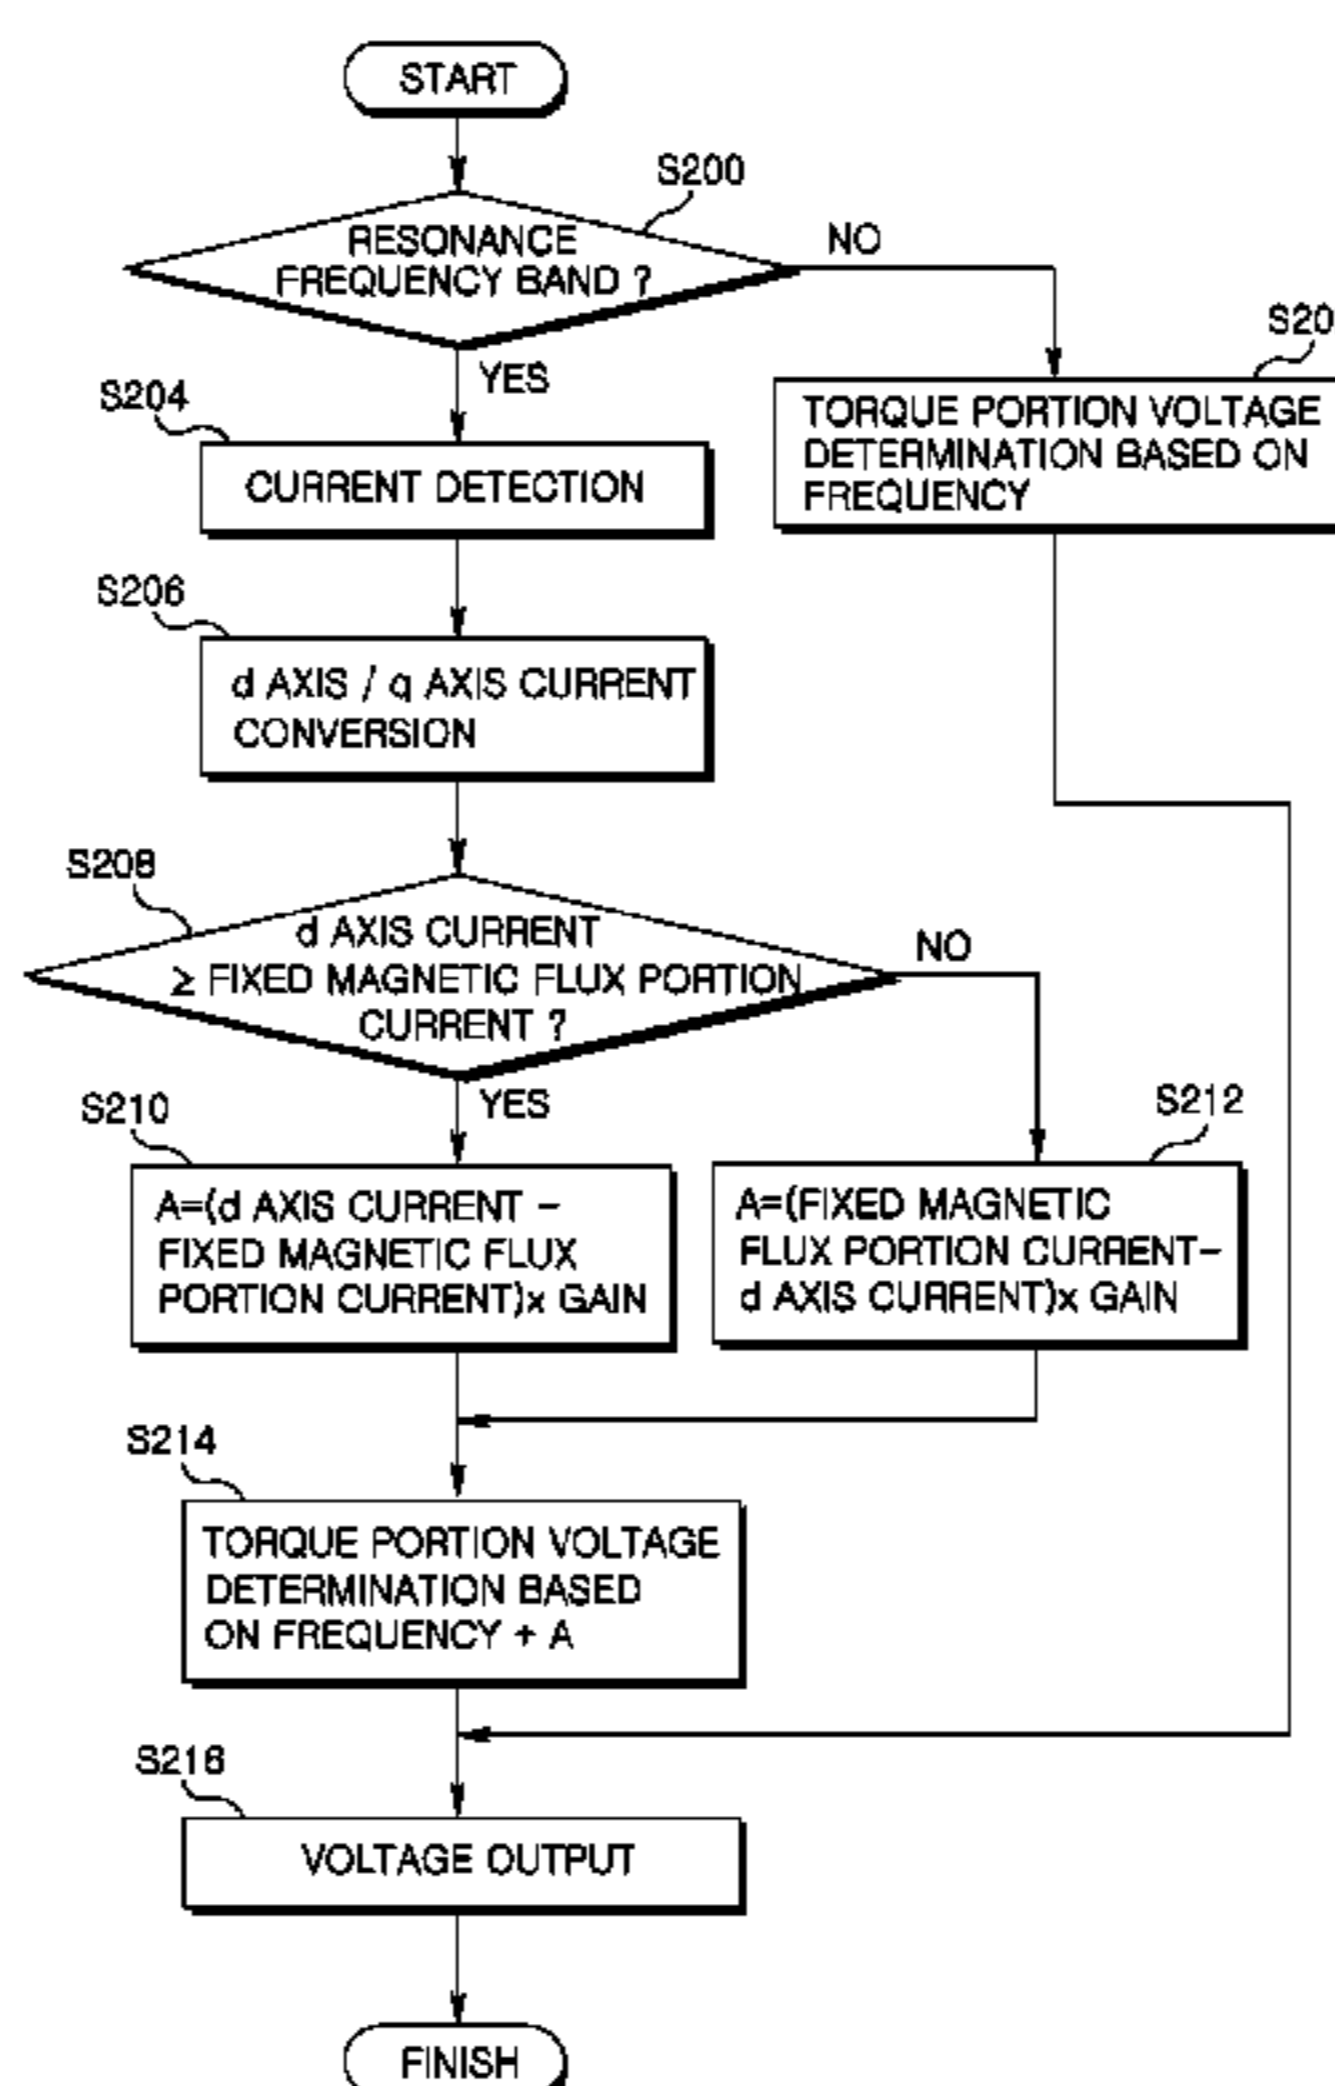 START
S200
RESONANCE
FREQUENCY BAND ?
NO
YES
S20
TORQUE PORTION VOLTAGE
DETERMINATION BASED ON
FREQUENCY
S204
CURRENT DETECTION
S206
d AXIS / q AXIS CURRENT
CONVERSION
S208
d AXIS CURRENT
≥ FIXED MAGNETIC FLUX PORTION
CURRENT ?
NO
YES
S210
A=(d AXIS CURRENT -
FIXED MAGNETIC FLUX
PORTION CURRENT)x GAIN
S212
A=(FIXED MAGNETIC
FLUX PORTION CURRENT-
d AXIS CURRENT)x GAIN
S214
TORQUE PORTION VOLTAGE
DETERMINATION BASED
ON FREQUENCY + A
S216
VOLTAGE OUTPUT
FINISH